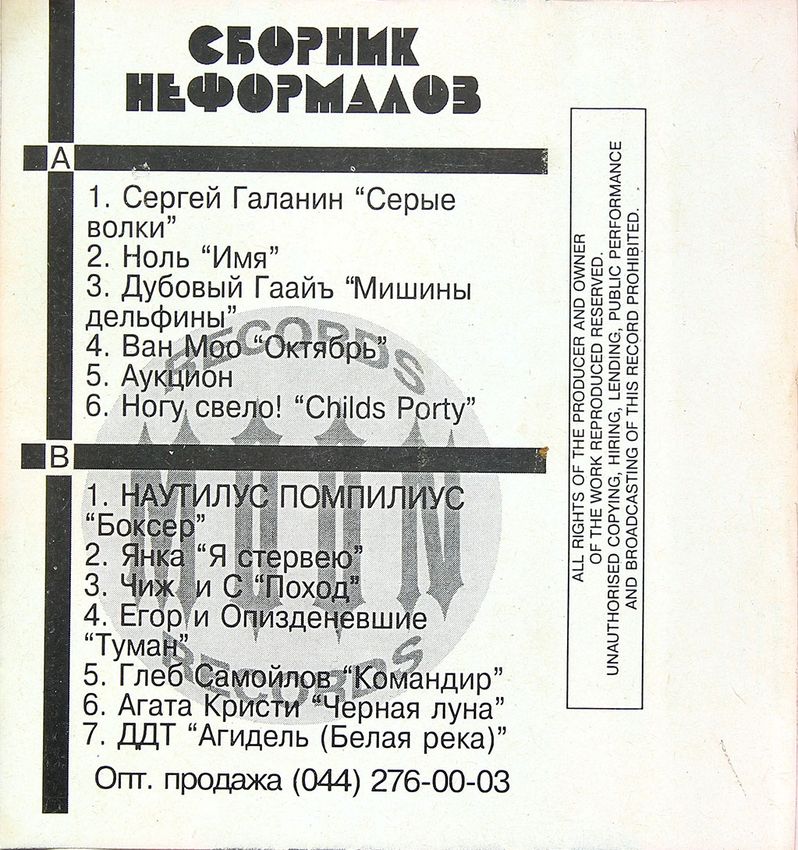 СБОРНИК
НЕФОРМАЛОЗ
A
1. Сергей Галанин “Серые
волки”
2. Ноль “Имя”
3. Дубовый Гаайъ “Мишины
дельфины”
4. Ван Моо “Октябрь”
5. Аукцион
6. Ногу свело! “Childs Porty”
B
1. НАУТИЛУС ПОМПИЛИУС
“Боксер”
2. Янка “Я стервею”
3. Чиж и С “Поход”
4. Егор и Опизденевшие
“Туман”
5. Глеб Самойлов “Командир”
6. Агата Кристи “Черная луна”
7. ДДТ “Агидель (Белая река)”
Опт. продажа (044) 276-00-03
RECORDS
MOON
RECORDS
ALL RIGHTS OF THE PRODUCER AND OWNER
OF THE WORK REPRODUCED RESERVED.
UNAUTHORISED COPYING, HIRING, LENDING, PUBLIC PERFORMANCE
AND BROADCASTING OF THIS RECORD PROHIBITED.